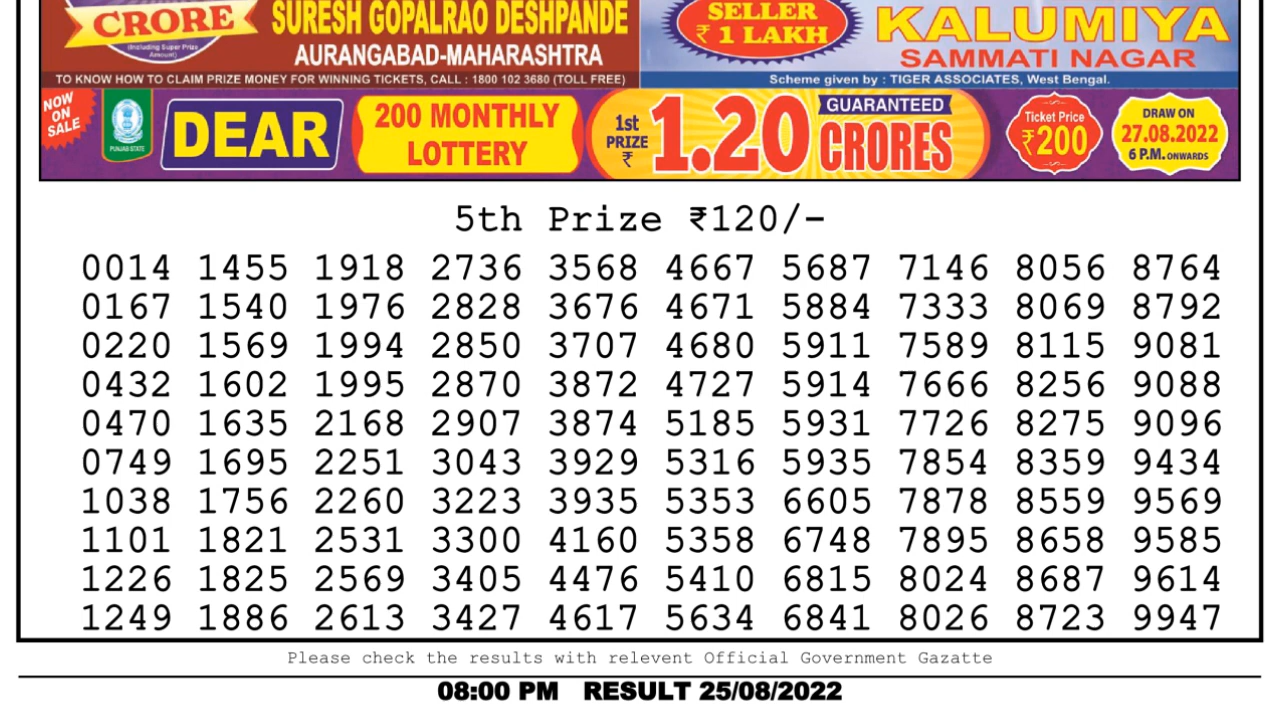 CRORE
(Including Super Prize
Amount)
SURESH GOPALRAO DESHPANDE
AURANGABAD-MAHARASHTRA
TO KNOW HOW TO CLAIM PRIZE MONEY FOR WINNING TICKETS, CALL : 1800 102 3680 (TOLL FREE)
SELLER
₹ 1 LAKH
KALUMIYA
SAMMATI NAGAR
Scheme given by : TIGER ASSOCIATES, West Bengal.
NOW
ON
SALE
PUNJAB STATE
DEAR
200 MONTHLY
LOTTERY
1st
PRIZE
₹
1.20
GUARANTEED
CRORES
Ticket Price
₹200
DRAW ON
27.08.2022
6 P.M. ONWARDS
5th Prize ₹120/-
0014 1455 1918 2736 3568 4667 5687 7146 8056 8764
0167 1540 1976 2828 3676 4671 5884 7333 8069 8792
0220 1569 1994 2850 3707 4680 5911 7589 8115 9081
0432 1602 1995 2870 3872 4727 5914 7666 8256 9088
0470 1635 2168 2907 3874 5185 5931 7726 8275 9096
0749 1695 2251 3043 3929 5316 5935 7854 8359 9434
1038 1756 2260 3223 3935 5353 6605 7878 8559 9569
1101 1821 2531 3300 4160 5358 6748 7895 8658 9585
1226 1825 2569 3405 4476 5410 6815 8024 8687 9614
1249 1886 2613 3427 4617 5634 6841 8026 8723 9947
Please check the results with relevent Official Government Gazatte
08:00 PM RESULT 25/08/2022